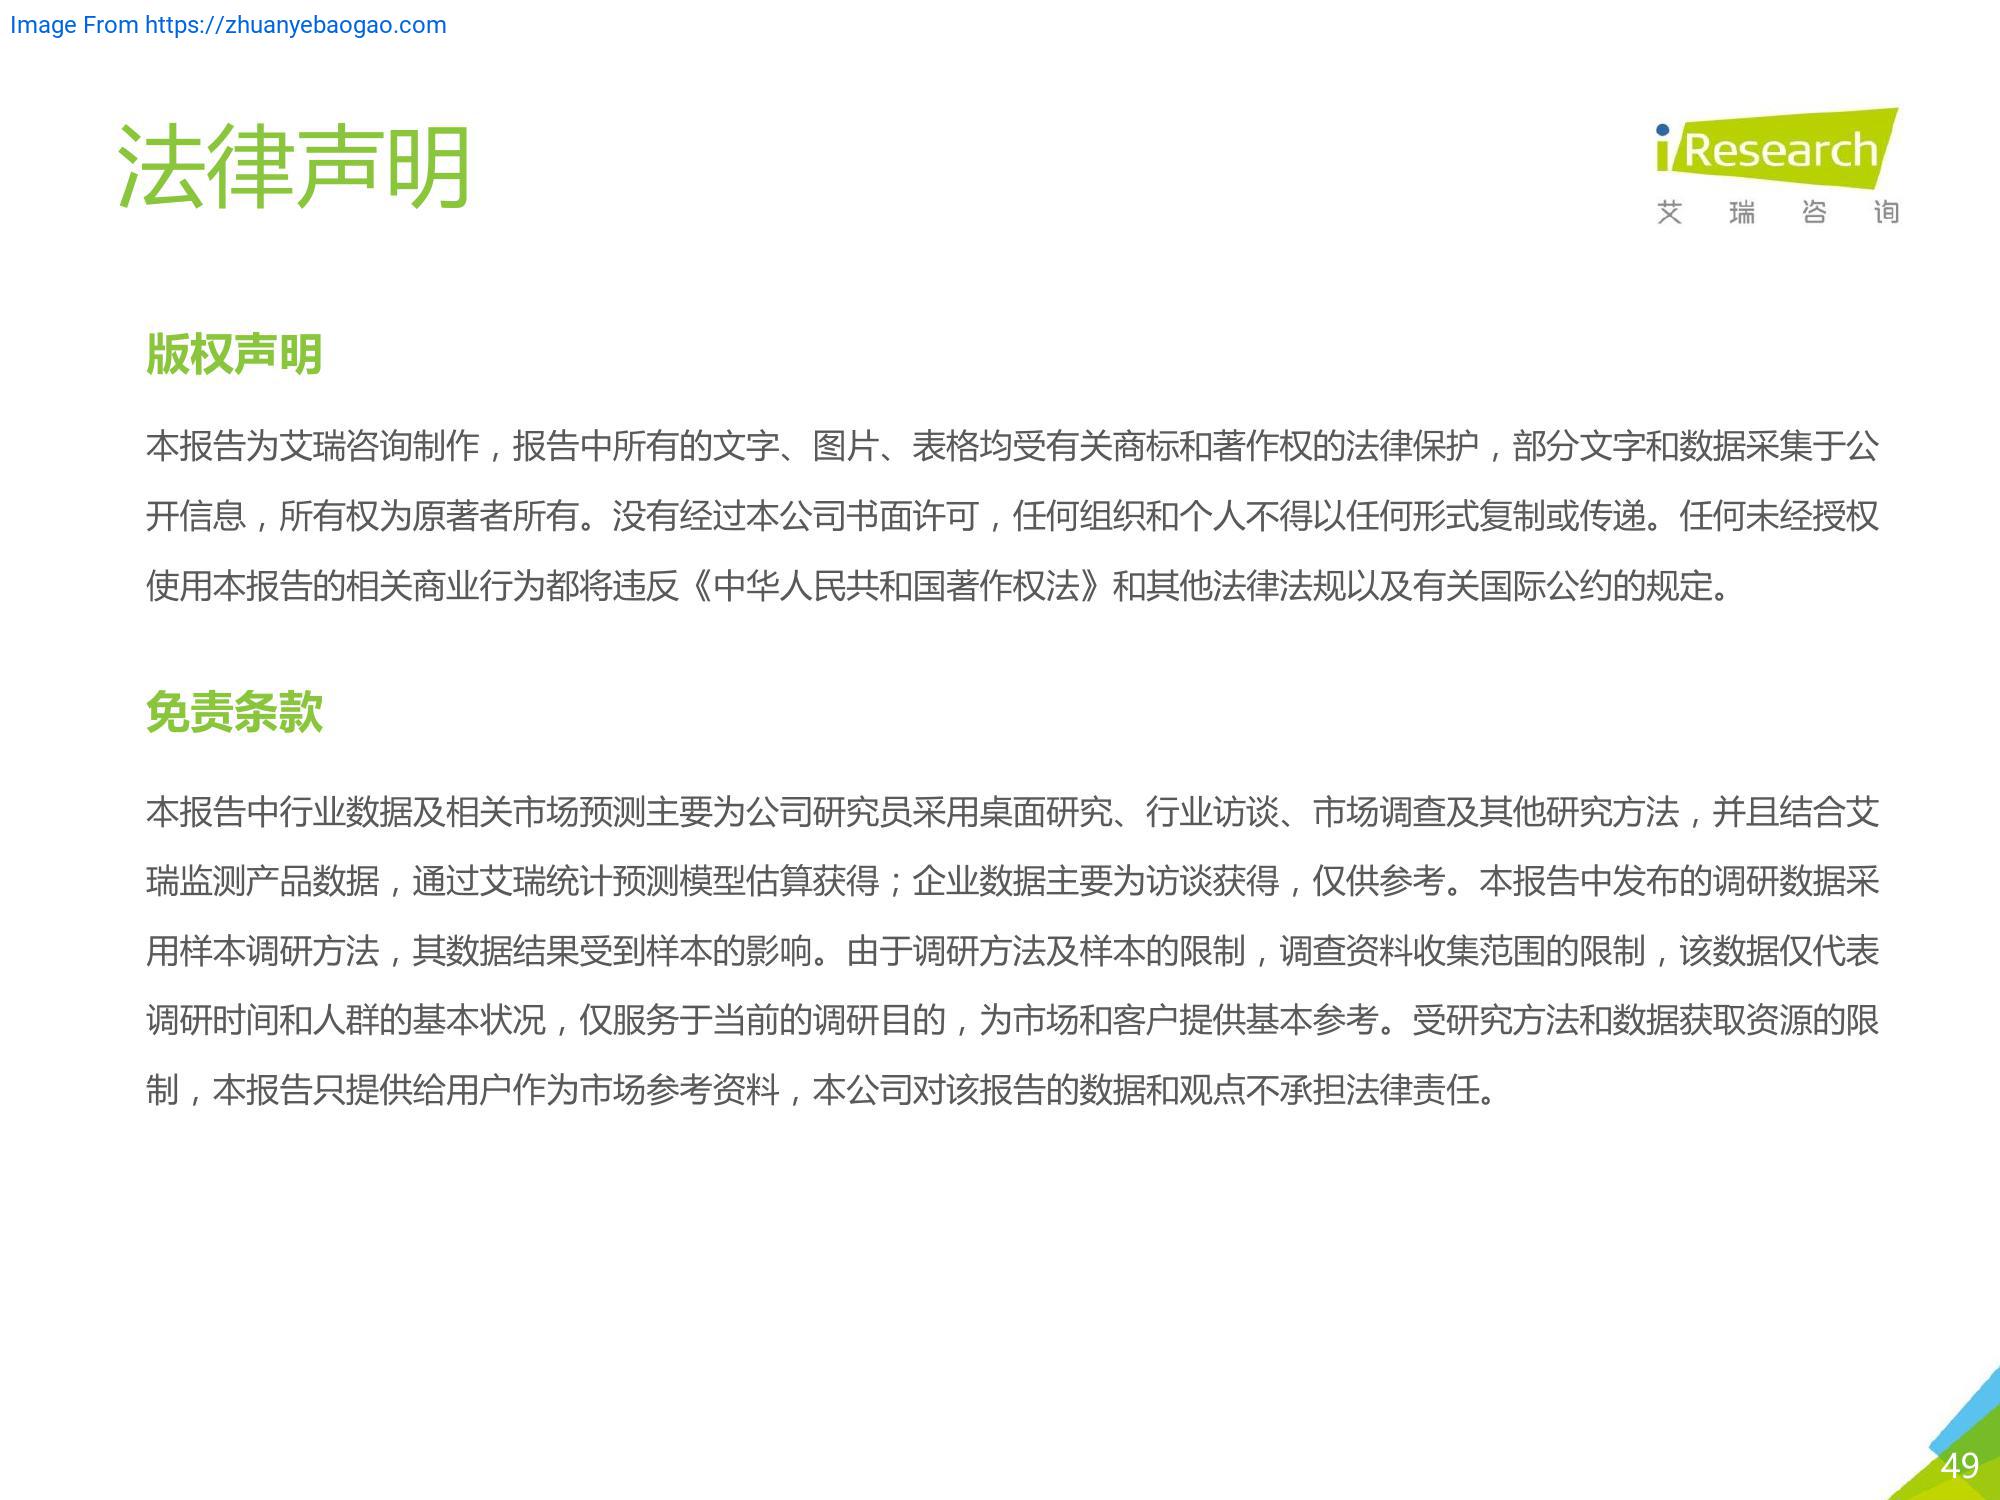 Image From https://zhuanyebaogao.com
法律声明
iResearch
艾瑞咨询
版权声明
本报告为艾瑞咨询制作，报告中所有的文字、图片、表格均受有关商标和著作权的法律保护，部分文字和数据采集于公
开信息，所有权为原著者所有。没有经过本公司书面许可，任何组织和个人不得以任何形式复制或传递。任何未经授权
使用本报告的相关商业行为都将违反《中华人民共和国著作权法》和其他法律法规以及有关国际公约的规定。
免责条款
本报告中行业数据及相关市场预测主要为公司研究员采用桌面研究、行业访谈、市场调查及其他研究方法，并且结合艾
瑞监测产品数据，通过艾瑞统计预测模型估算获得；企业数据主要为访谈获得，仅供参考。本报告中发布的调研数据采
用样本调研方法，其数据结果受到样本的影响。由于调研方法及样本的限制，调查资料收集范围的限制，该数据仅代表
调研时间和人群的基本状况，仅服务于当前的调研目的，为市场和客户提供基本参考。受研究方法和数据获取资源的限
制，本报告只提供给用户作为市场参考资料，本公司对该报告的数据和观点不承担法律责任。
49